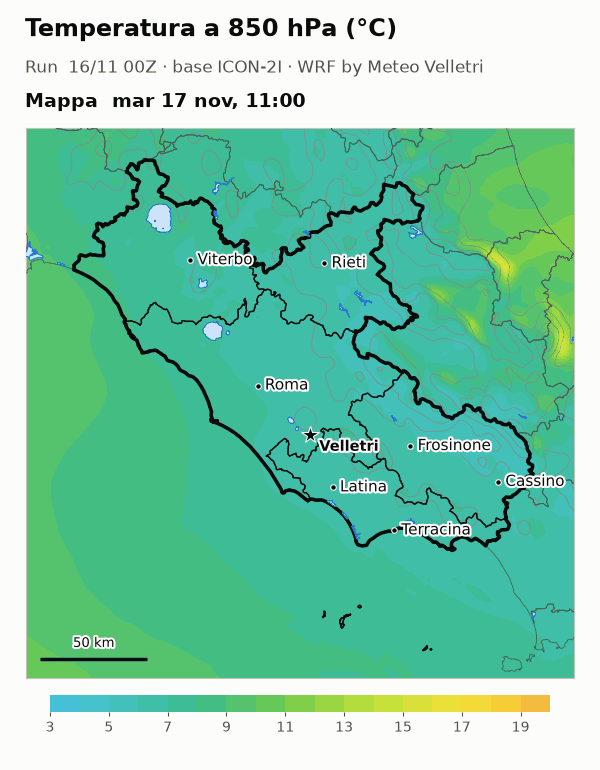 Temperatura a 850 hPa (°C)
Run  16/11 00Z · base ICON-2I · WRF by Meteo Velletri
Mappa  mar 17 nov, 11:00
Viterbo
Rieti
Roma
Velletri
Frosinone
Latina
Cassino
Terracina
50 km
3 5 7 9 11 13 15 17 19